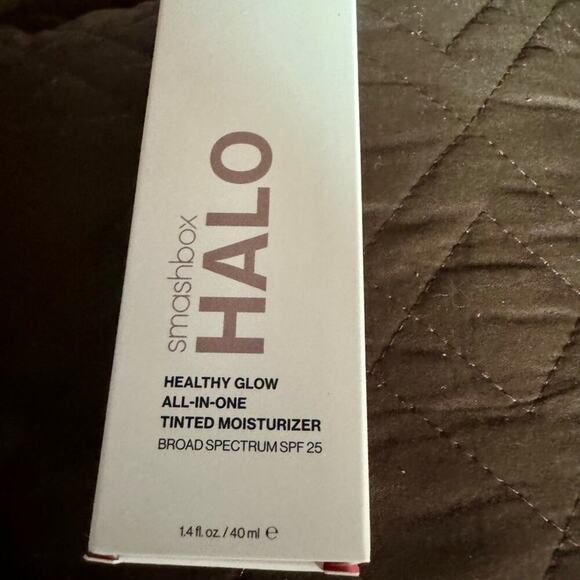 smashbox
HALO
HEALTHY GLOW
ALL-IN-ONE
TINTED MOISTURIZER
BROAD SPECTRUM SPF 25
1.4 fl. oz. / 40 ml ℮